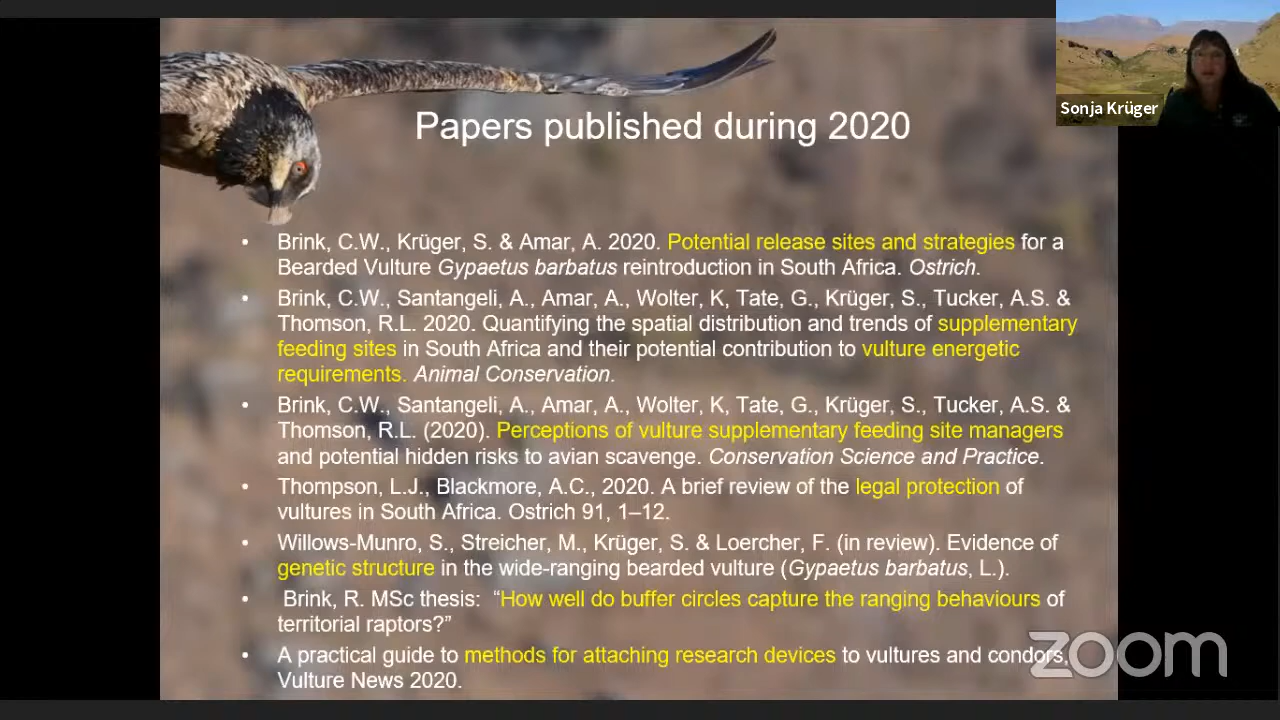 Sonja Krüger
Papers published during 2020
• Brink, C.W., Krüger, S. & Amar, A. 2020. Potential release sites and strategies for a
Bearded Vulture Gypaetus barbatus reintroduction in South Africa. Ostrich.
• Brink, C.W., Santangeli, A., Amar, A., Wolter, K, Tate, G., Krüger, S., Tucker, A.S. &
Thomson, R.L. 2020. Quantifying the spatial distribution and trends of supplementary
feeding sites in South Africa and their potential contribution to vulture energetic
requirements. Animal Conservation.
• Brink, C.W., Santangeli, A., Amar, A., Wolter, K, Tate, G., Krüger, S., Tucker, A.S. &
Thomson, R.L. (2020). Perceptions of vulture supplementary feeding site managers
and potential hidden risks to avian scavenge. Conservation Science and Practice.
• Thompson, L.J., Blackmore, A.C., 2020. A brief review of the legal protection of
vultures in South Africa. Ostrich 91, 1–12.
• Willows-Munro, S., Streicher, M., Krüger, S. & Loercher, F. (in review). Evidence of
genetic structure in the wide-ranging bearded vulture (Gypaetus barbatus, L.).
• Brink, R. MSc thesis: “How well do buffer circles capture the ranging behaviours of
territorial raptors?”
• A practical guide to methods for attaching research devices to vultures and condors,
Vulture News 2020.
zoom